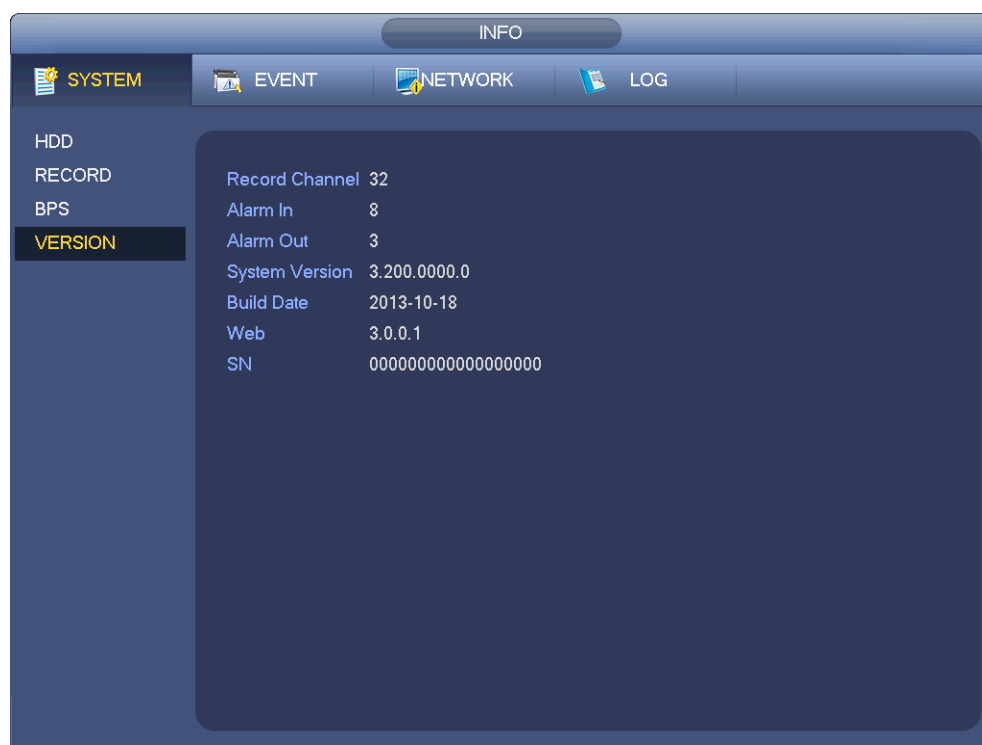 INFO
SYSTEM EVENT NETWORK LOG
HDD
RECORD
BPS
VERSION
Record Channel 32
Alarm In 8
Alarm Out 3
System Version 3.200.0000.0
Build Date 2013-10-18
Web 3.0.0.1
SN 000000000000000000